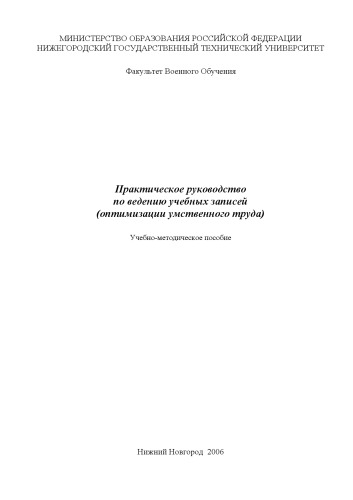 МИНИСТЕРСТВО ОБРАЗОВАНИЯ РОССИЙСКОЙ ФЕДЕРАЦИИ
НИЖЕГОРОДСКИЙ ГОСУДАРСТВЕННЫЙ ТЕХНИЧЕСКИЙ УНИВЕРСИТЕТ
Факультет Военного Обучения
Практическое руководство
по ведению учебных записей
(оптимизации умственного труда)
Учебно-методическое пособие
Нижний Новгород 2006